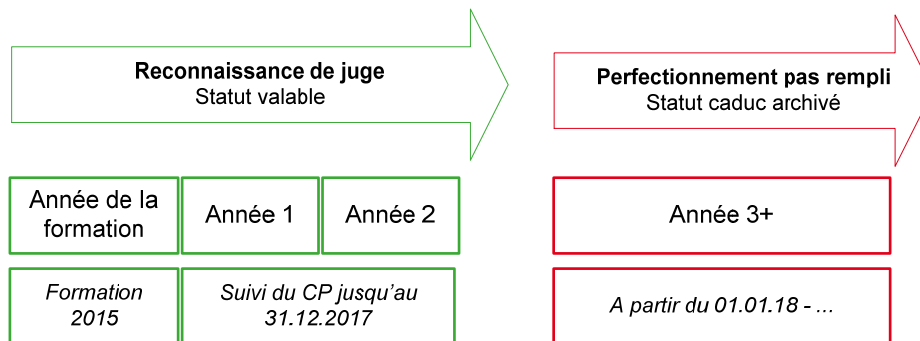 Reconnaissance de juge
Statut valable
Perfectionnement pas rempli
Statut caduc archivé
Année de la
formation
Année 1
Année 2
Année 3+
Formation
2015
Suivi du CP jusqu'au
31.12.2017
A partir du 01.01.18 - ...